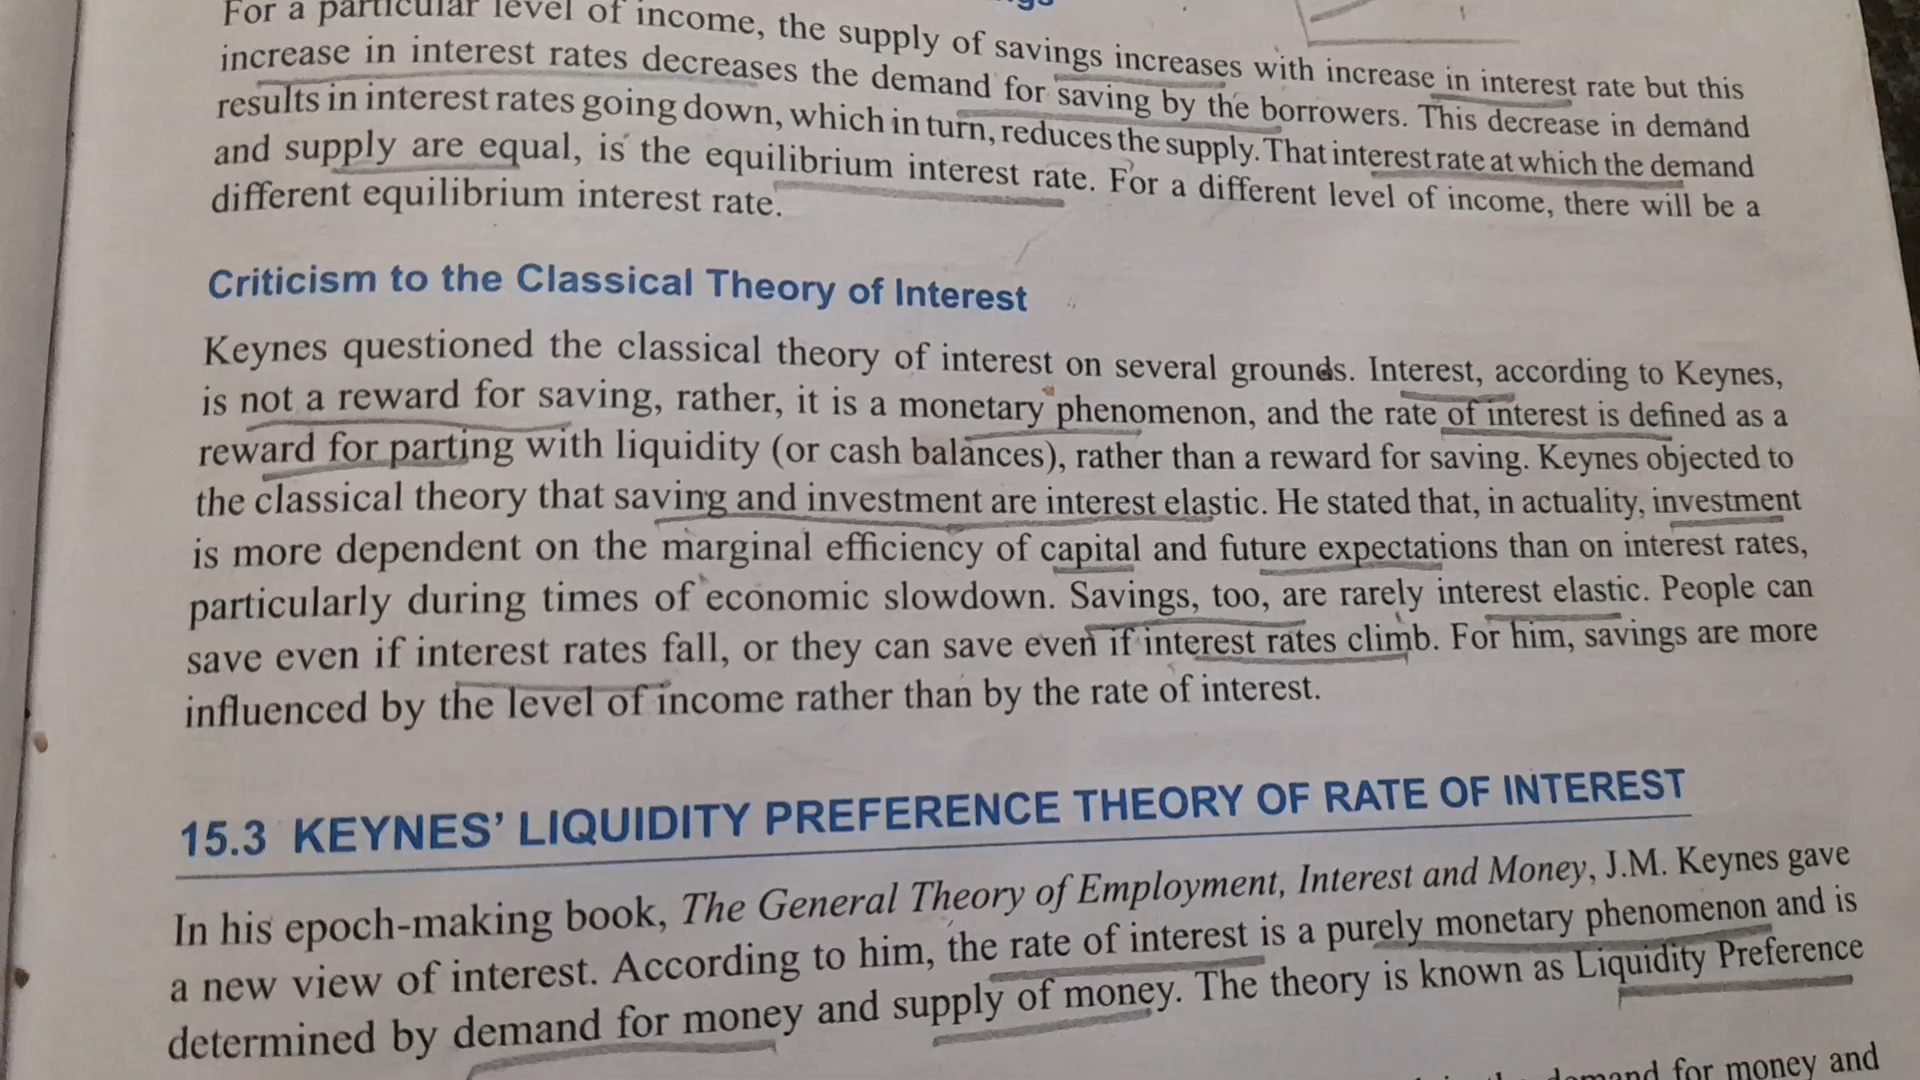 For a particular level of income, the supply of savings increases with increase in interest rate but this
increase in interest rates decreases the demand for saving by the borrowers. This decrease in demand
results in interest rates going down, which in turn, reduces the supply. That interest rate at which the demand
and supply are equal, is the equilibrium interest rate. For a different level of income, there will be a
different equilibrium interest rate.
Criticism to the Classical Theory of Interest
Keynes questioned the classical theory of interest on several grounds. Interest, according to Keynes,
is not a reward for saving, rather, it is a monetary phenomenon, and the rate of interest is defined as a
reward for parting with liquidity (or cash balances), rather than a reward for saving. Keynes objected to
the classical theory that saving and investment are interest elastic. He stated that, in actuality, investment
is more dependent on the marginal efficiency of capital and future expectations than on interest rates,
particularly during times of economic slowdown. Savings, too, are rarely interest elastic. People can
save even if interest rates fall, or they can save even if interest rates climb. For him, savings are more
influenced by the level of income rather than by the rate of interest.
15.3 KEYNES' LIQUIDITY PREFERENCE THEORY OF RATE OF INTEREST
In his epoch-making book, The General Theory of Employment, Interest and Money, J.M. Keynes gave
a new view of interest. According to him, the rate of interest is a purely monetary phenomenon and is
determined by demand for money and supply of money. The theory is known as Liquidity Preference
demand for money and